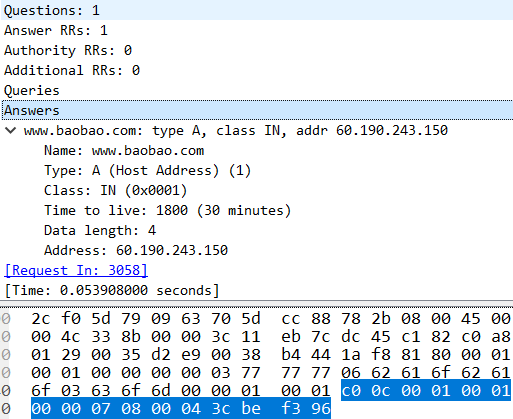 Questions: 1
Answer RRs: 1
Authority RRs: 0
Additional RRs: 0
Queries
Answers
www.baobao.com: type A, class IN, addr 60.190.243.150
Name: www.baobao.com
Type: A (Host Address) (1)
Class: IN (0x0001)
Time to live: 1800 (30 minutes)
Data length: 4
Address: 60.190.243.150
[Request In: 3058]
[Time: 0.053908000 seconds]
0 2c f0 5d 79 09 63 70 5d cc 88 78 2b 08 00 45 00
0 00 4c 33 8b 00 00 3c 11 eb 7c dc 45 c1 82 c0 a8
0 01 29 00 35 d2 e9 00 38 b4 44 1a f8 81 80 00 01
0 00 01 00 00 00 00 03 77 77 77 06 62 61 6f 62 61
0 6f 03 63 6f 6d 00 00 01 00 01 c0 0c 00 01 00 01
0 00 00 07 08 00 04 3c be f3 96